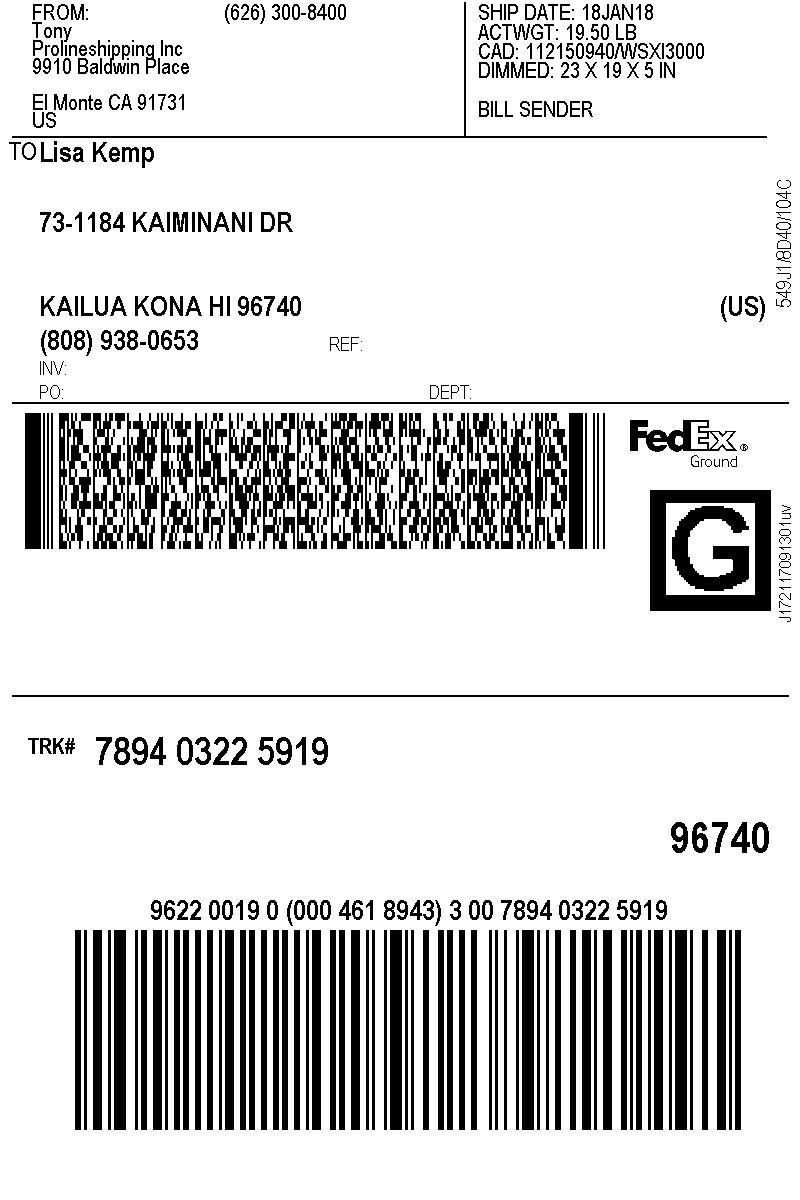 FROM: (626) 300-8400
Tony
Prolineshipping Inc
9910 Baldwin Place
El Monte CA 91731
US
SHIP DATE: 18JAN18
ACTWGT: 19.50 LB
CAD: 112150940/WSXI3000
DIMMED: 23 X 19 X 5 IN
BILL SENDER
TO Lisa Kemp
73-1184 KAIMINANI DR
KAILUA KONA HI 96740 (US)
(808) 938-0653 REF:
INV:
PO: DEPT:
549J1/8D40/104C
FedEx®
Ground
G
J172117091301uv
TRK# 7894 0322 5919
96740
9622 0019 0 (000 461 8943) 3 00 7894 0322 5919